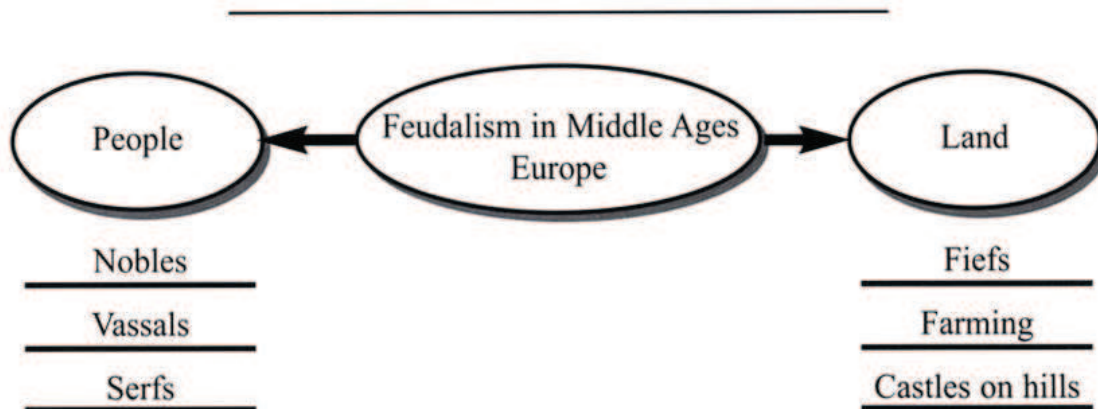 People
Feudalism in Middle Ages
Europe
Land
Nobles
Vassals
Serfs
Fiefs
Farming
Castles on hills